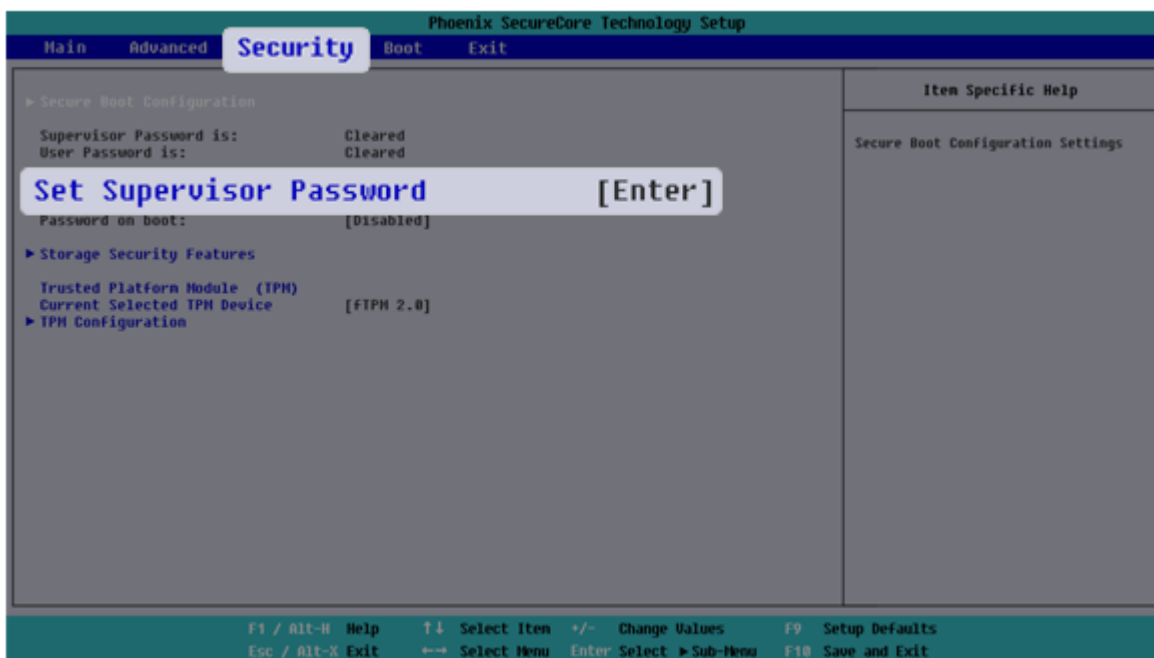 Phoenix SecureCore Technology Setup
Main Advanced Security Boot Exit
▶ Secure Boot Configuration
Supervisor Password is: Cleared
User Password is: Cleared
Set Supervisor Password [Enter]
Password on boot: [Disabled]
▶ Storage Security Features
Trusted Platform Module (TPM)
Current Selected TPM Device [fTPM 2.0]
▶ TPM Configuration
Item Specific Help
Secure Boot Configuration Settings
F1 / Alt-H Help ↑↓ Select Item +/- Change Values F9 Setup Defaults
Esc / Alt-X Exit ←→ Select Menu Enter Select ▶ Sub-Menu F10 Save and Exit